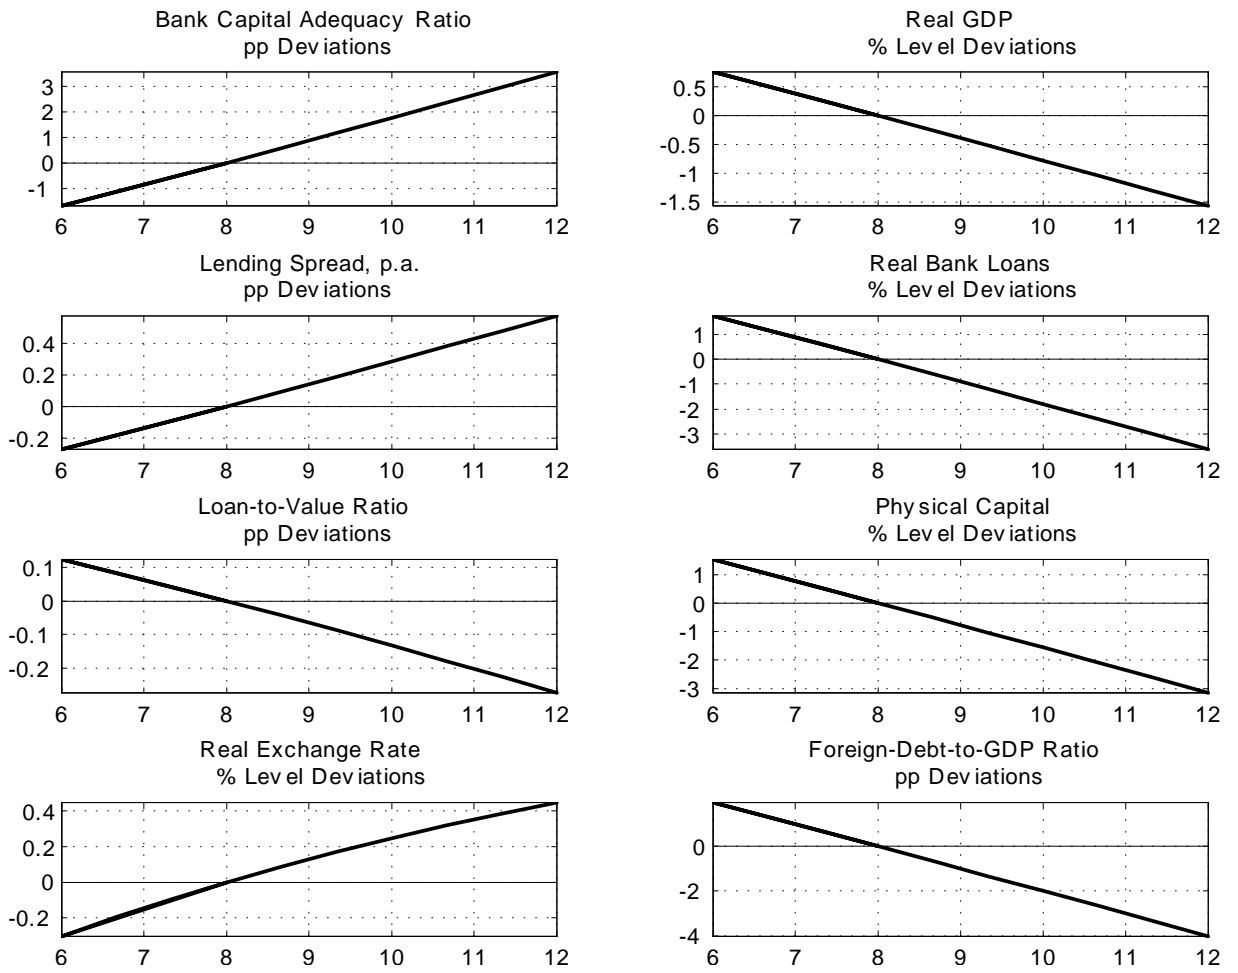 Bank Capital Adequacy Ratio
pp Deviations
3
2
1
0
-1
6 7 8 9 10 11 12
Real GDP
% Level Deviations
0.5
0
-0.5
-1
-1.5
6 7 8 9 10 11 12
Lending Spread, p.a.
pp Deviations
0.4
0.2
0
-0.2
6 7 8 9 10 11 12
Real Bank Loans
% Level Deviations
1
0
-1
-2
-3
6 7 8 9 10 11 12
Loan-to-Value Ratio
pp Deviations
0.1
0
-0.1
-0.2
6 7 8 9 10 11 12
Physical Capital
% Level Deviations
1
0
-1
-2
-3
6 7 8 9 10 11 12
Real Exchange Rate
% Level Deviations
0.4
0.2
0
-0.2
6 7 8 9 10 11 12
Foreign-Debt-to-GDP Ratio
pp Deviations
0
-2
-4
6 7 8 9 10 11 12